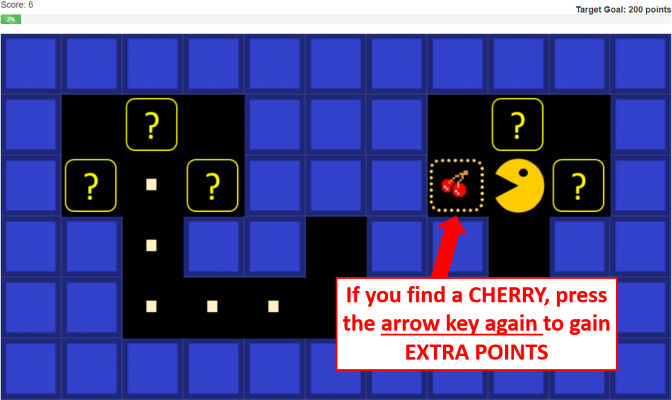 Score: 6
Target Goal: 200 points
3%
?
?
?
?
?
If you find a CHERRY, press
the arrow key again to gain
EXTRA POINTS